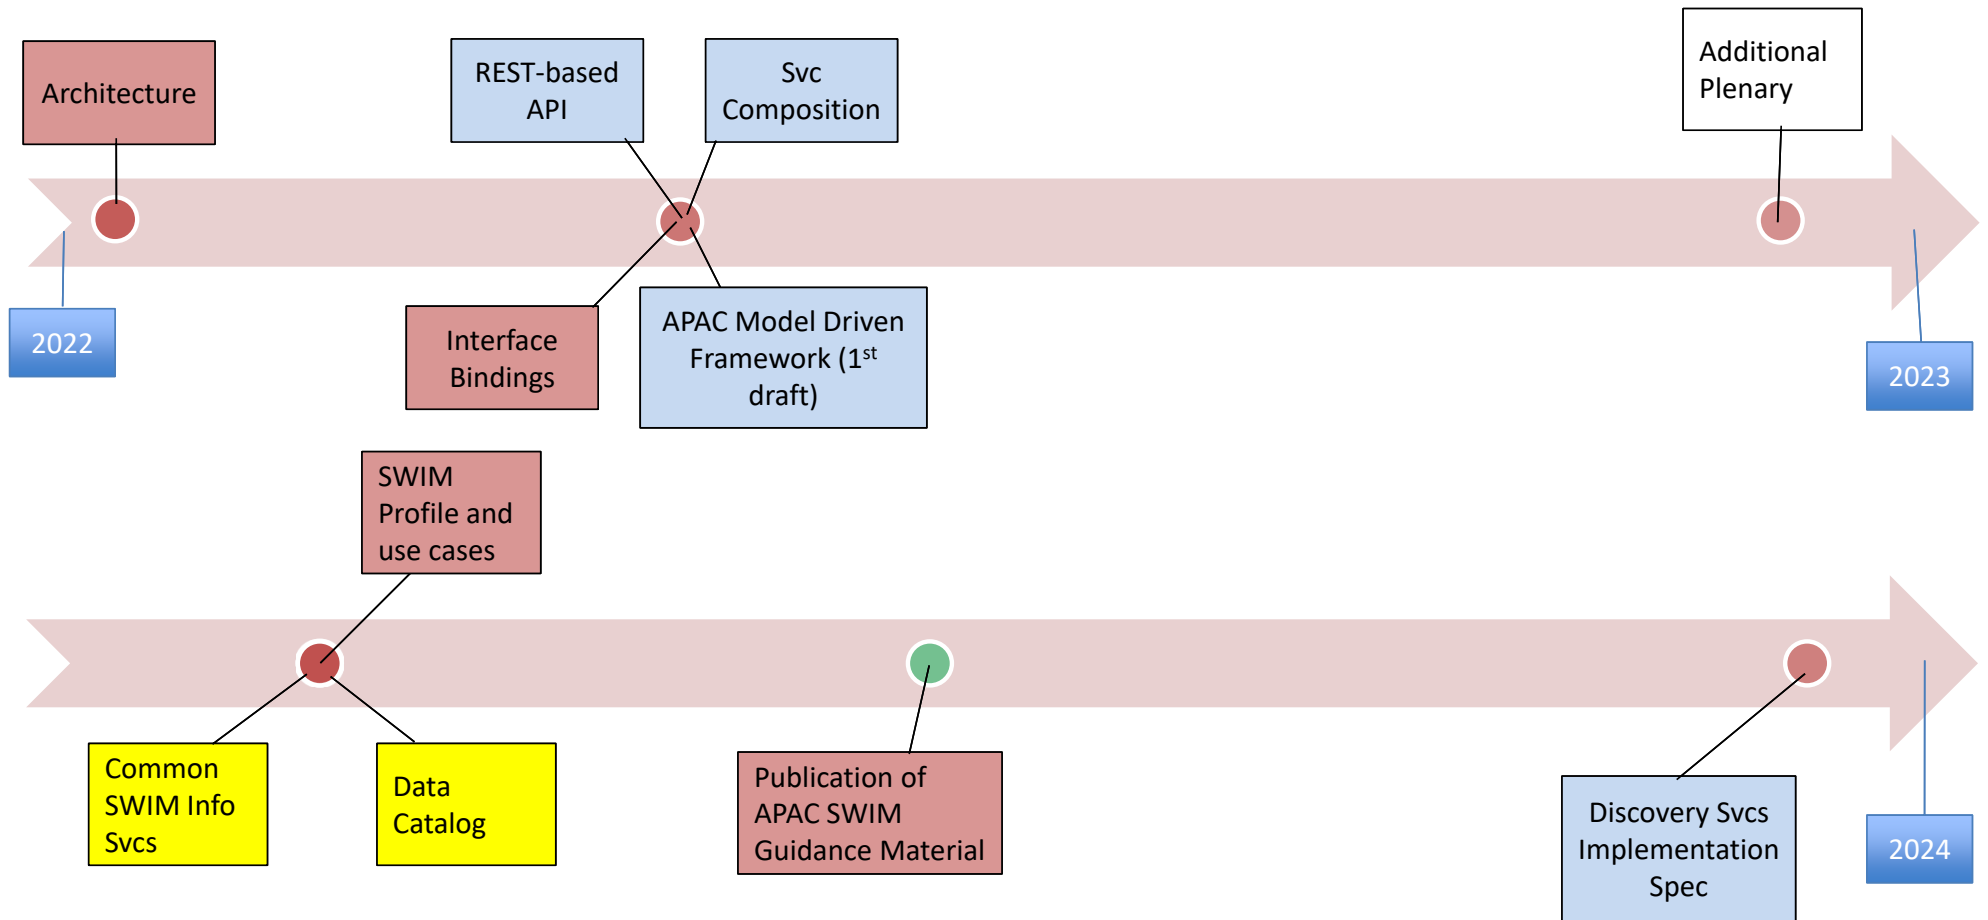 Architecture
REST-based
API
Svc
Composition
Additional
Plenary
2022
Interface
Bindings
APAC Model Driven
Framework (1st
draft)
2023
SWIM
Profile and
use cases
Common
SWIM Info
Svcs
Data
Catalog
Publication of
APAC SWIM
Guidance Material
Discovery Svcs
Implementation
Spec
2024